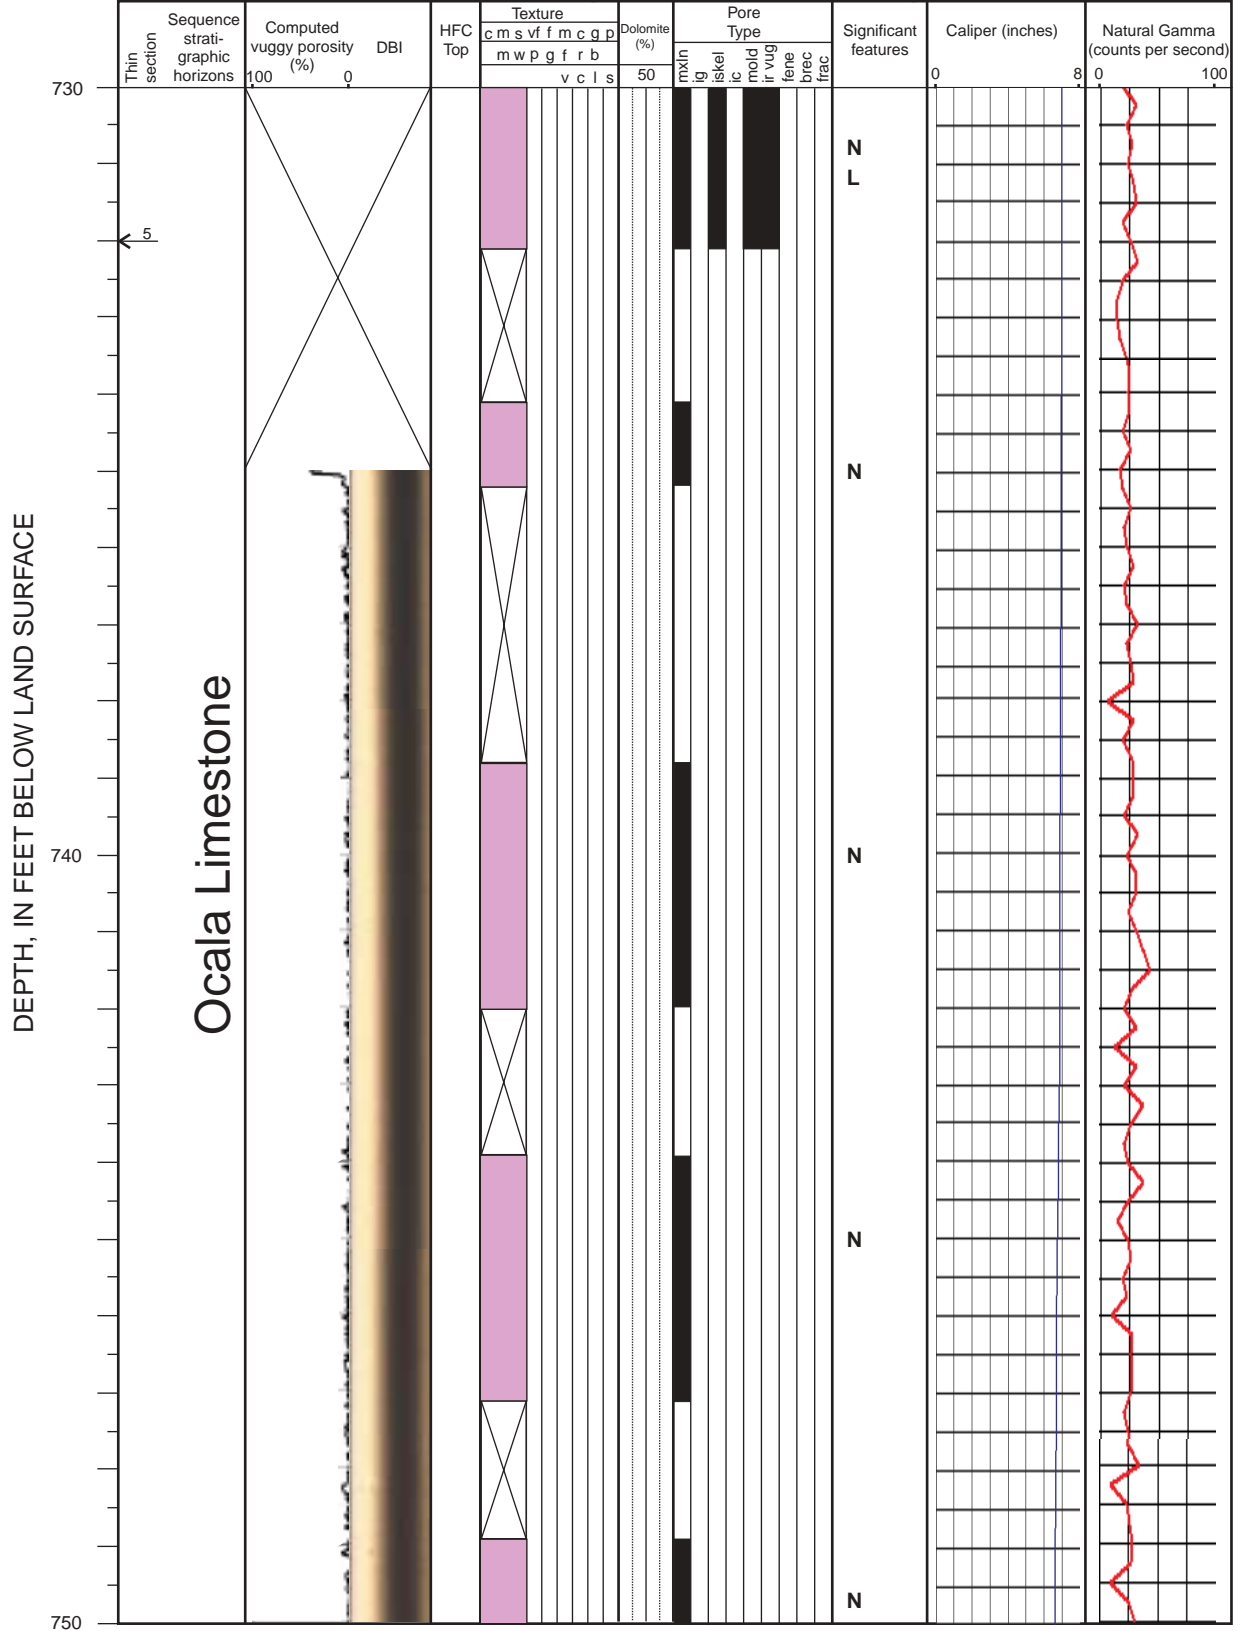 Thin section
Sequence strati- graphic horizons
Computed vuggy porosity (%)
100 0
DBI
HFC Top
Texture
c m s vf f m c g p
m w p g f r b
v c l s
Dolomite (%)
50
Pore Type
mxln
ig
iskel
ic
mold
ir vug
fene
brec
frac
Significant features
Caliper (inches)
0 8
Natural Gamma (counts per second)
0 100
730
N
L
5
N
DEPTH, IN FEET BELOW LAND SURFACE
Ocala Limestone
740
N
N
N
750